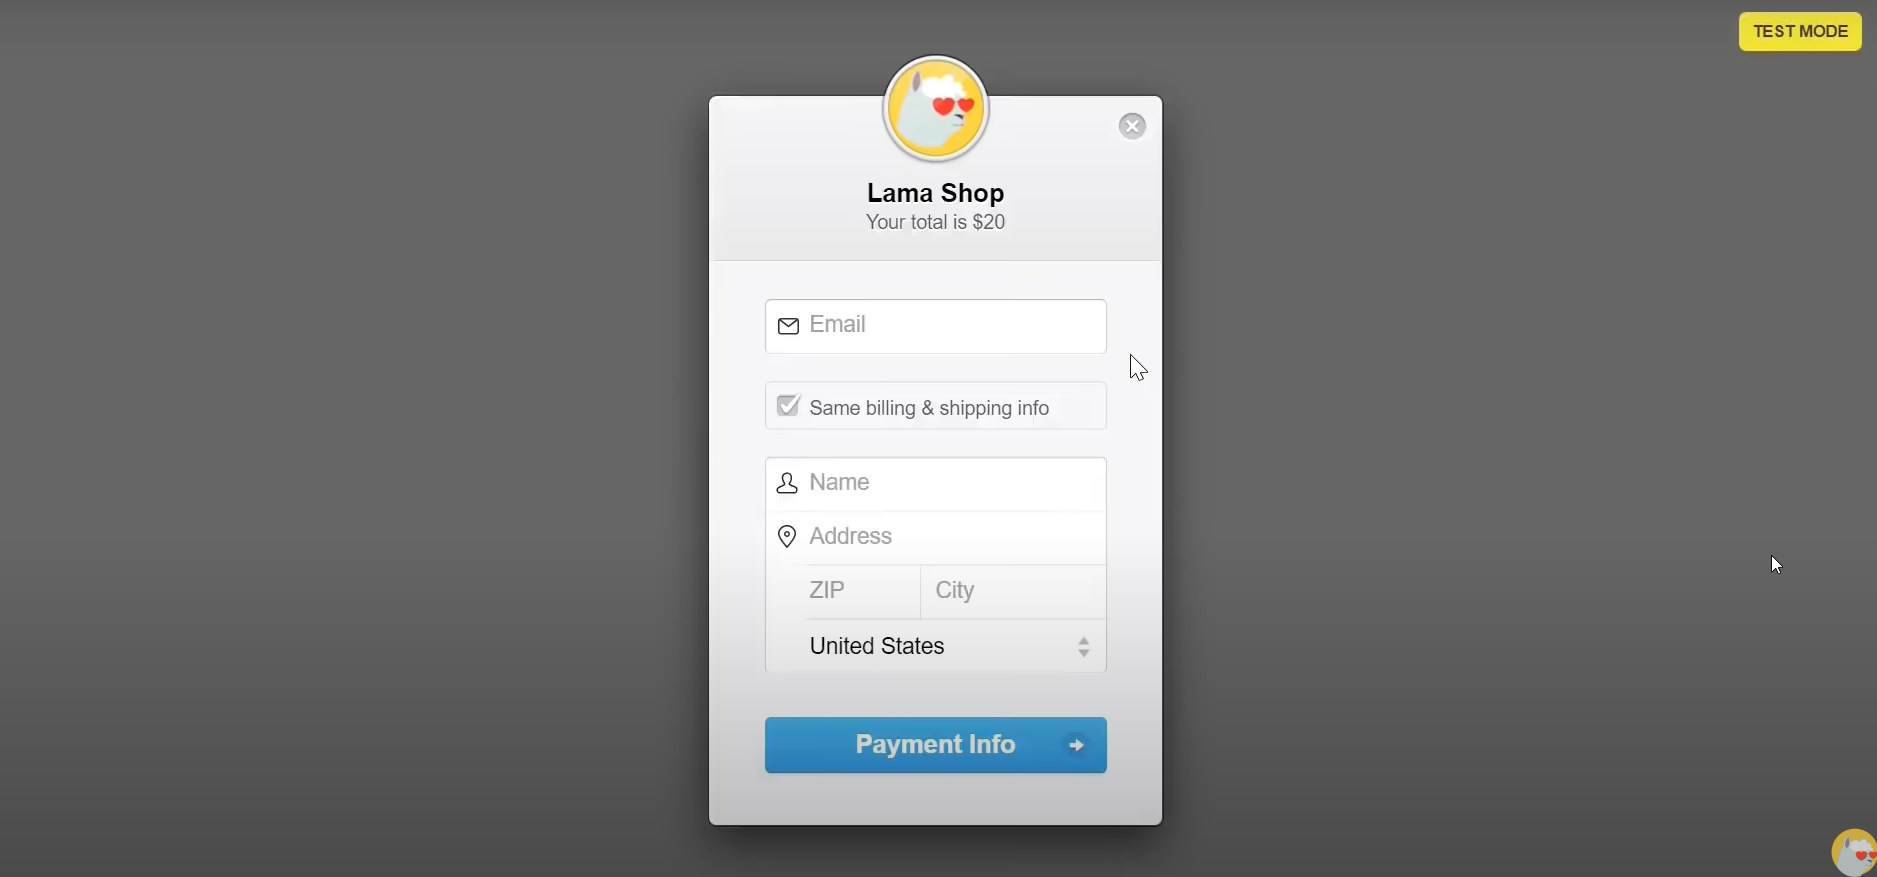 TEST MODE
Lama Shop
Your total is $20
Email
Same billing & shipping info
Name
Address
ZIP City
United States
Payment Info